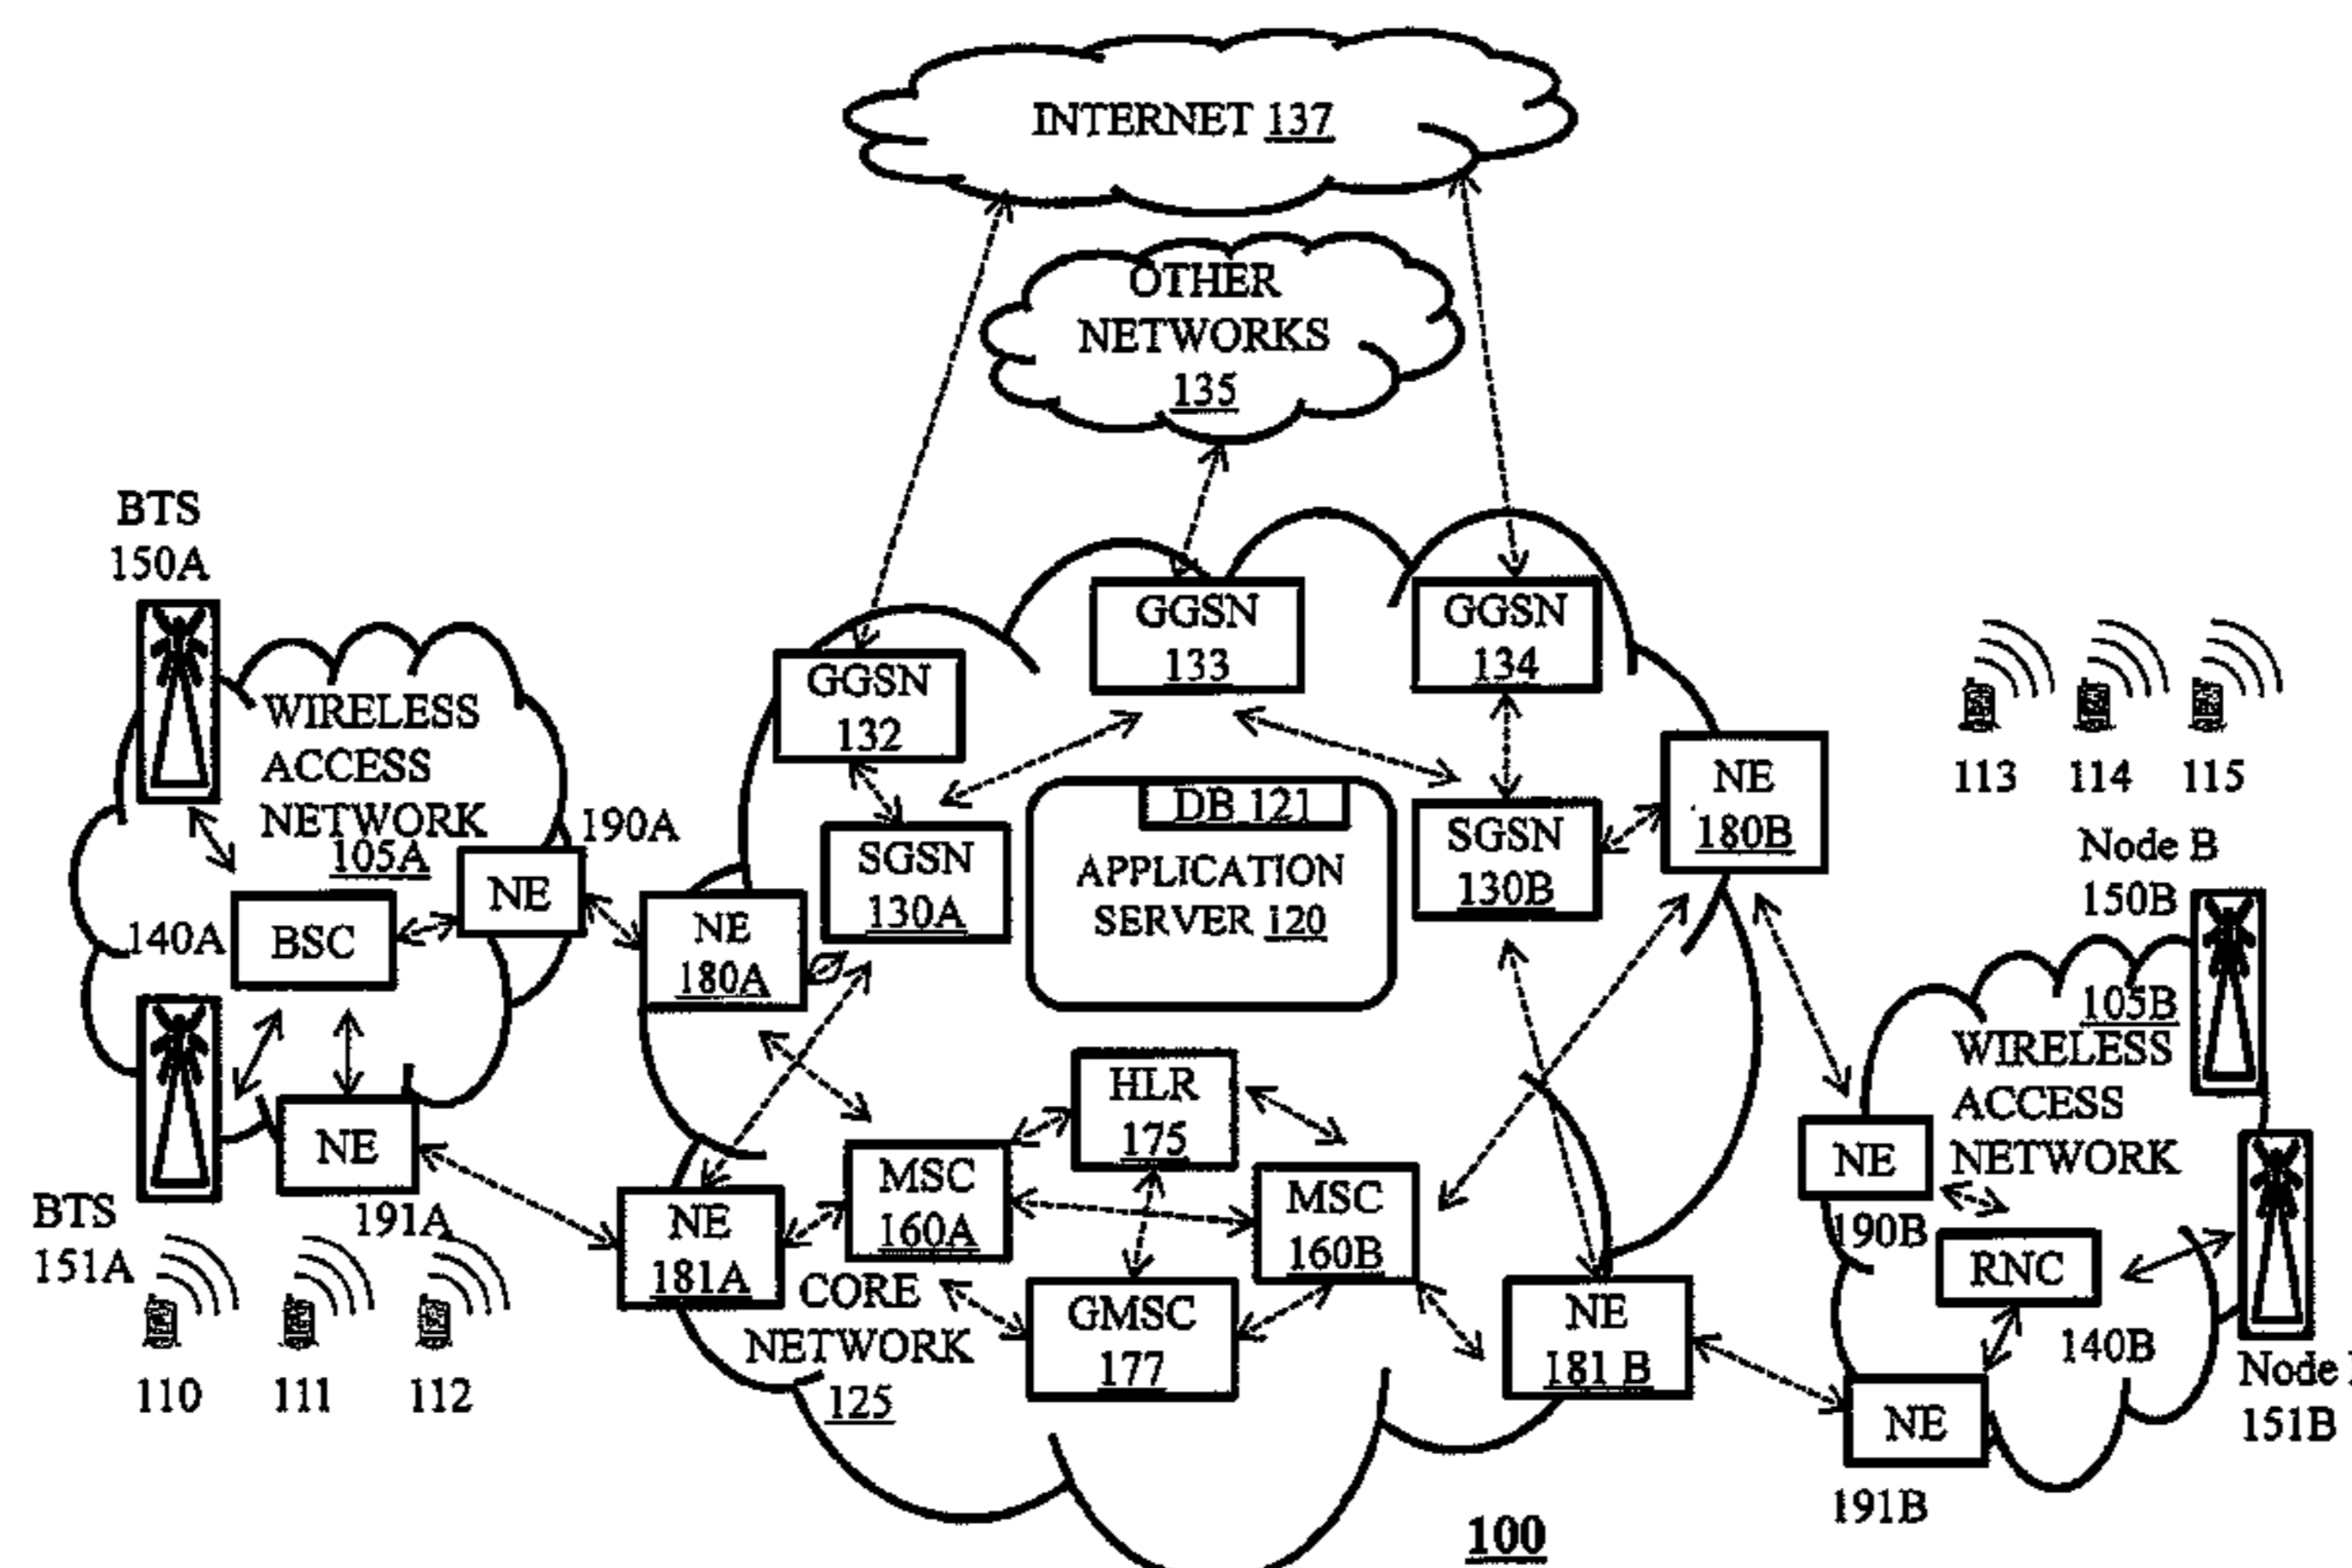 INTERNET 137
OTHER
NETWORKS
135
BTS
150A
WIRELESS
ACCESS
NETWORK
105A
190A
NE
140A
BSC
NE
191A
BTS
151A
110
111
112
GGSN
132
GGSN
133
GGSN
134
SGSN
130A
DB 121
APPLICATION
SERVER 120
SGSN
130B
NE
180A
NE
180B
HLR
175
MSC
160A
MSC
160B
NE
181A
CORE
NETWORK
125
GMSC
177
NE
181 B
113
114
115
Node B
150B
105B
WIRELESS
ACCESS
NETWORK
NE
190B
RNC
140B
NE
191B
Node
151B
100